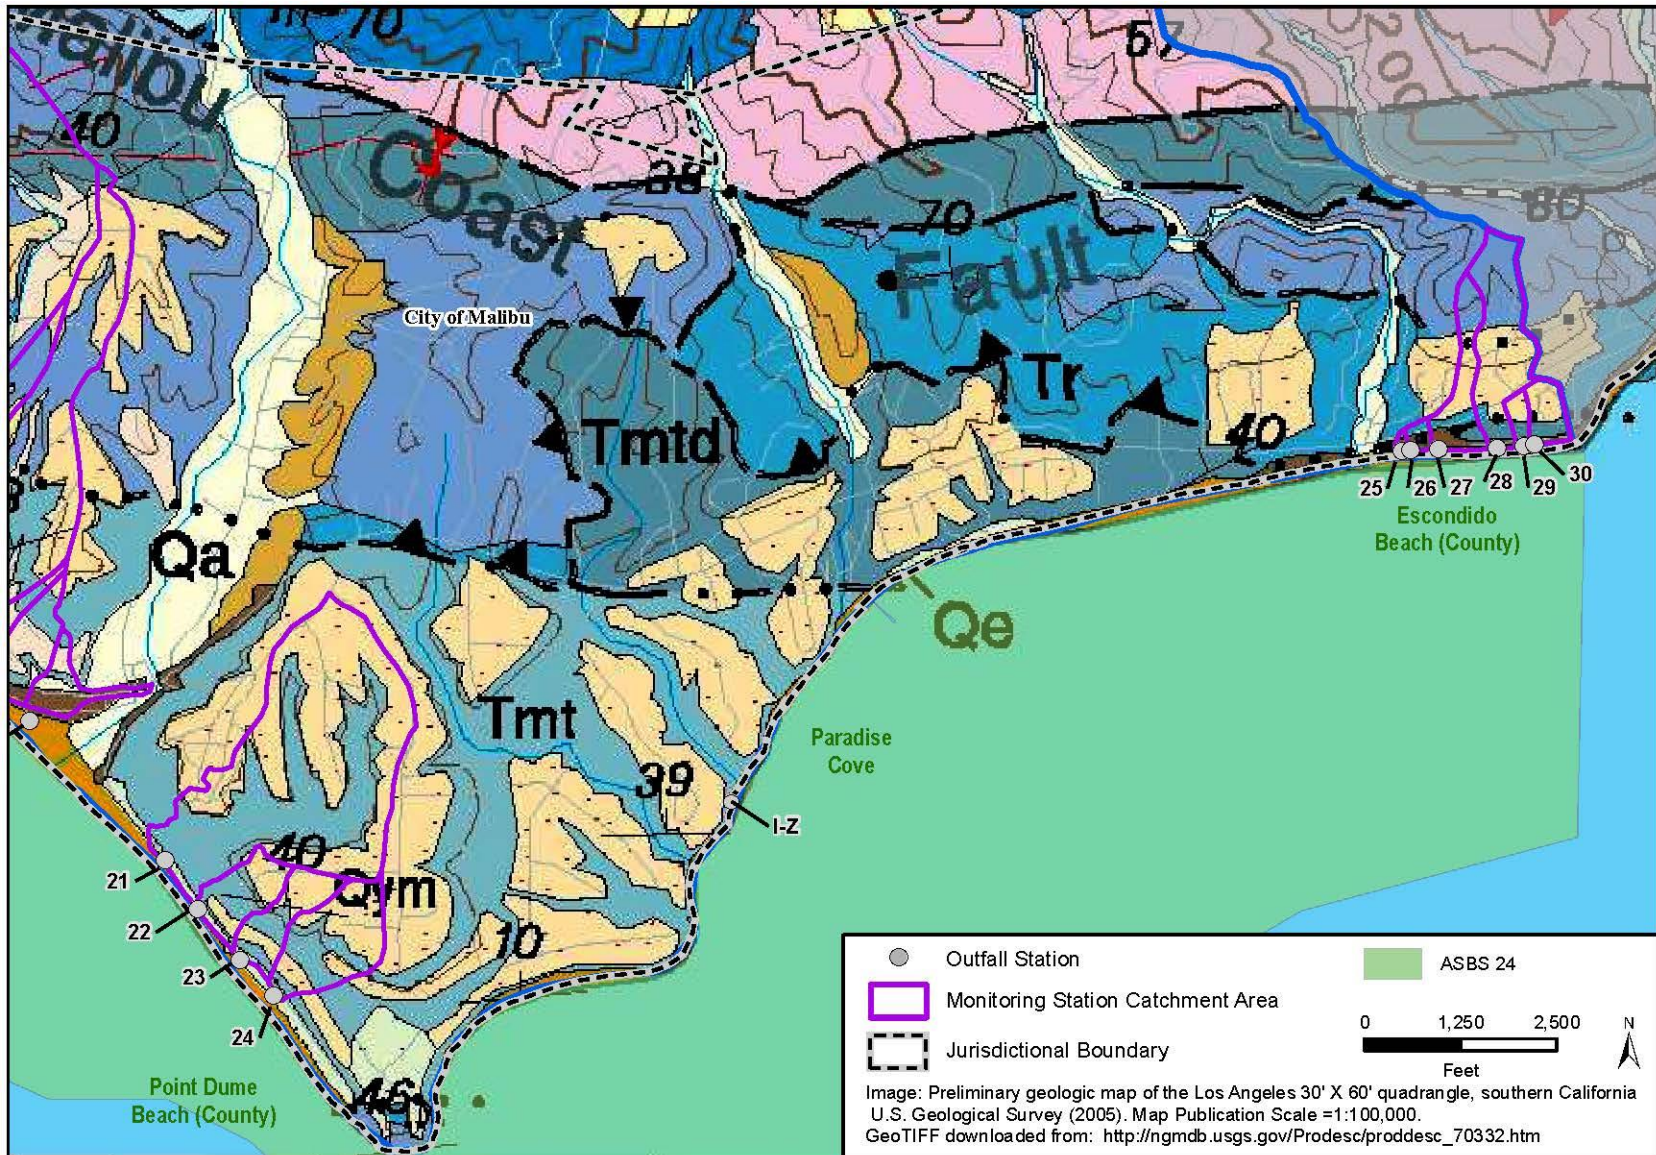 70
67
200
malibu
40
Coast
38
70
80
Fault
City of Malibu
Tr
Tmtd
40
25
26
27
28
29
30
Escondido
Beach (County)
Qa
Qe
Tmt
Paradise
Cove
39
I-Z
40
21
Qym
22
10
23
24
Point Dume
Beach (County)
46
Outfall Station
Monitoring Station Catchment Area
Jurisdictional Boundary
ASBS 24
0 1,250 2,500
Feet
N
Image: Preliminary geologic map of the Los Angeles 30' X 60' quadrangle, southern California
U.S. Geological Survey (2005). Map Publication Scale =1:100,000.
GeoTIFF downloaded from: http://ngmdb.usgs.gov/Prodesc/proddesc_70332.htm